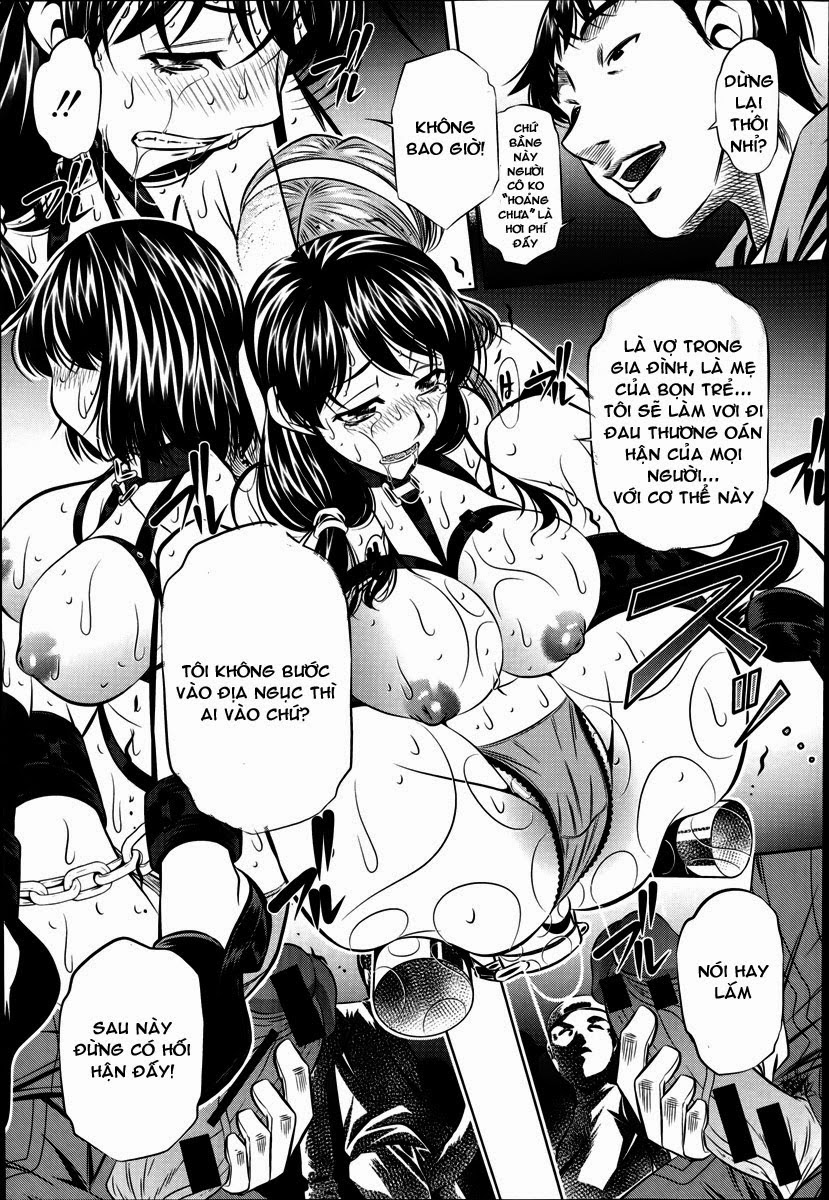 DỪNG
LẠI
THÔI
NHỈ?
CHỨ
BẰNG
NÀY
NGƯỜI
CÔ KO
"HOÁNG
CHƯA" LÀ
HƠI PHÍ
ĐẤY
KHÔNG
BAO GIỜ!
!!
LÀ VỢ TRONG
GIA ĐÌNH, LÀ MẸ
CỦA BỌN TRẺ...
TÔI SẼ LÀM VƠI ĐI
ĐAU THƯƠNG OÁN
HẬN CỦA MỌI
NGƯỜI...
VỚI CƠ THỂ NÀY
TÔI KHÔNG BƯỚC
VÀO ĐỊA NGỤC THÌ
AI VÀO CHỨ?
NÓI HAY
LẮM
SAU NÀY
ĐỪNG CÓ HỐI
HẬN ĐẤY!